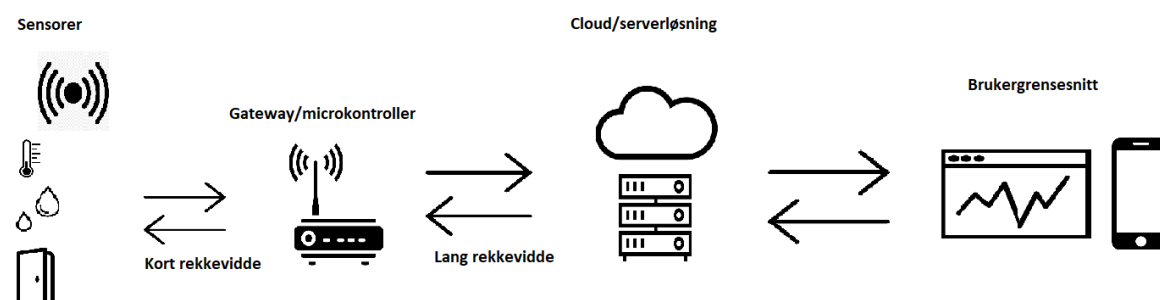 Sensorer
Cloud/serverløsning
Brukergrensesnitt
Gateway/microkontroller
Kort rekkevidde
Lang rekkevidde